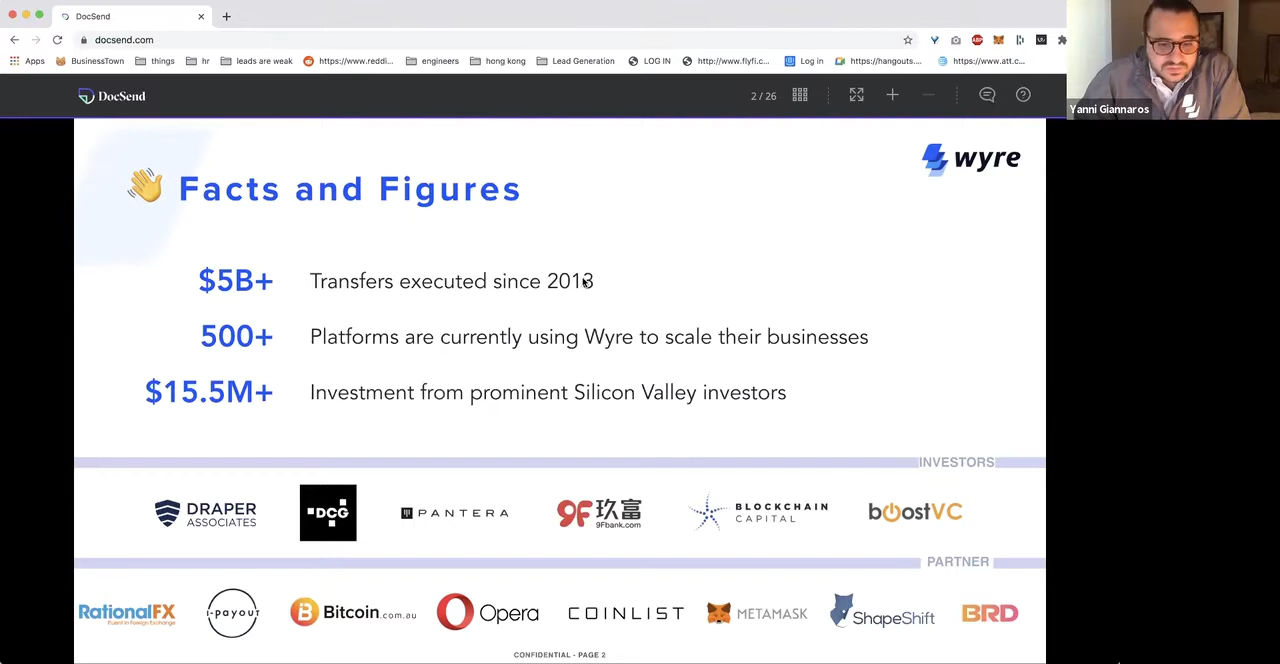 DocSend
docsend.com
Apps BusinessTown things hr leads are weak https://www.reddi... engineers hong kong Lead Generation LOG IN http://www.flyfi.c... Log in https://hangouts.... https://www.att.c...
Yanni Giannaros
DocSend 2 / 26
wyre
👋 Facts and Figures
$5B+ Transfers executed since 2013
500+ Platforms are currently using Wyre to scale their businesses
$15.5M+ Investment from prominent Silicon Valley investors
INVESTORS
DRAPER ASSOCIATES
DCG
PANTERA
9F 玖富 9Fbank.com
BLOCKCHAIN CAPITAL
boostVC
PARTNER
RationalFX Fluent in Foreign Exchange
i-payout
Bitcoin.com.au
Opera
COINLIST
METAMASK
ShapeShift
BRD
CONFIDENTIAL - PAGE 2